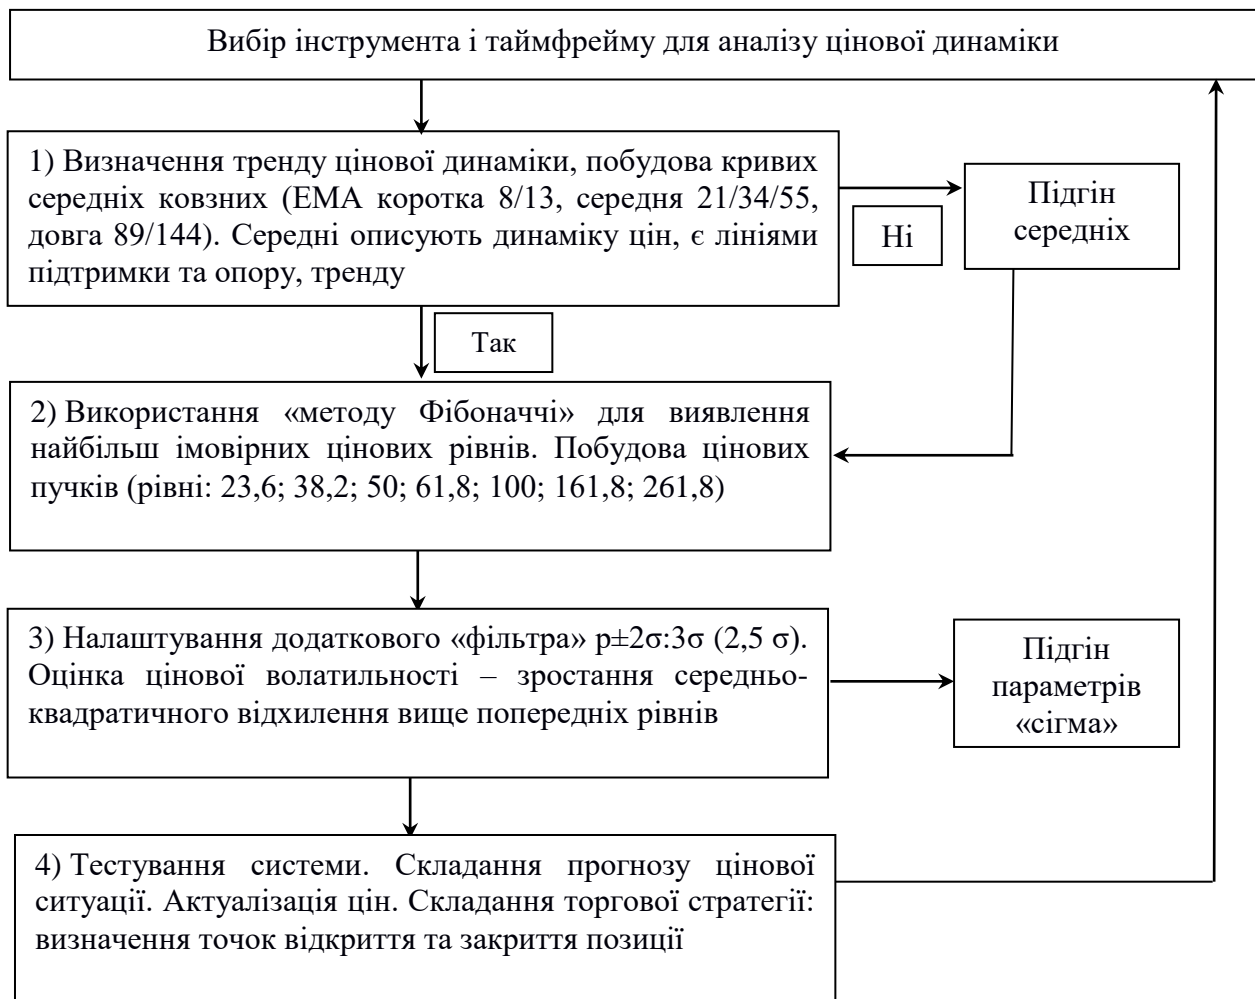 Вибір інструмента і таймфрейму для аналізу цінової динаміки
1) Визначення тренду цінової динаміки, побудова кривих
середніх ковзних (EMA коротка 8/13, середня 21/34/55,
довга 89/144). Середні описують динаміку цін, є лініями
підтримки та опору, тренду
Ні
Підгін
середніх
Так
2) Використання «методу Фібоначчі» для виявлення
найбільш імовірних цінових рівнів. Побудова цінових
пучків (рівні: 23,6; 38,2; 50; 61,8; 100; 161,8; 261,8)
3) Налаштування додаткового «фільтра» p±2σ:3σ (2,5 σ).
Оцінка цінової волатильності – зростання середньо-
квадратичного відхилення вище попередніх рівнів
Підгін
параметрів
«сігма»
4) Тестування системи. Складання прогнозу цінової
ситуації. Актуалізація цін. Складання торгової стратегії:
визначення точок відкриття та закриття позиції